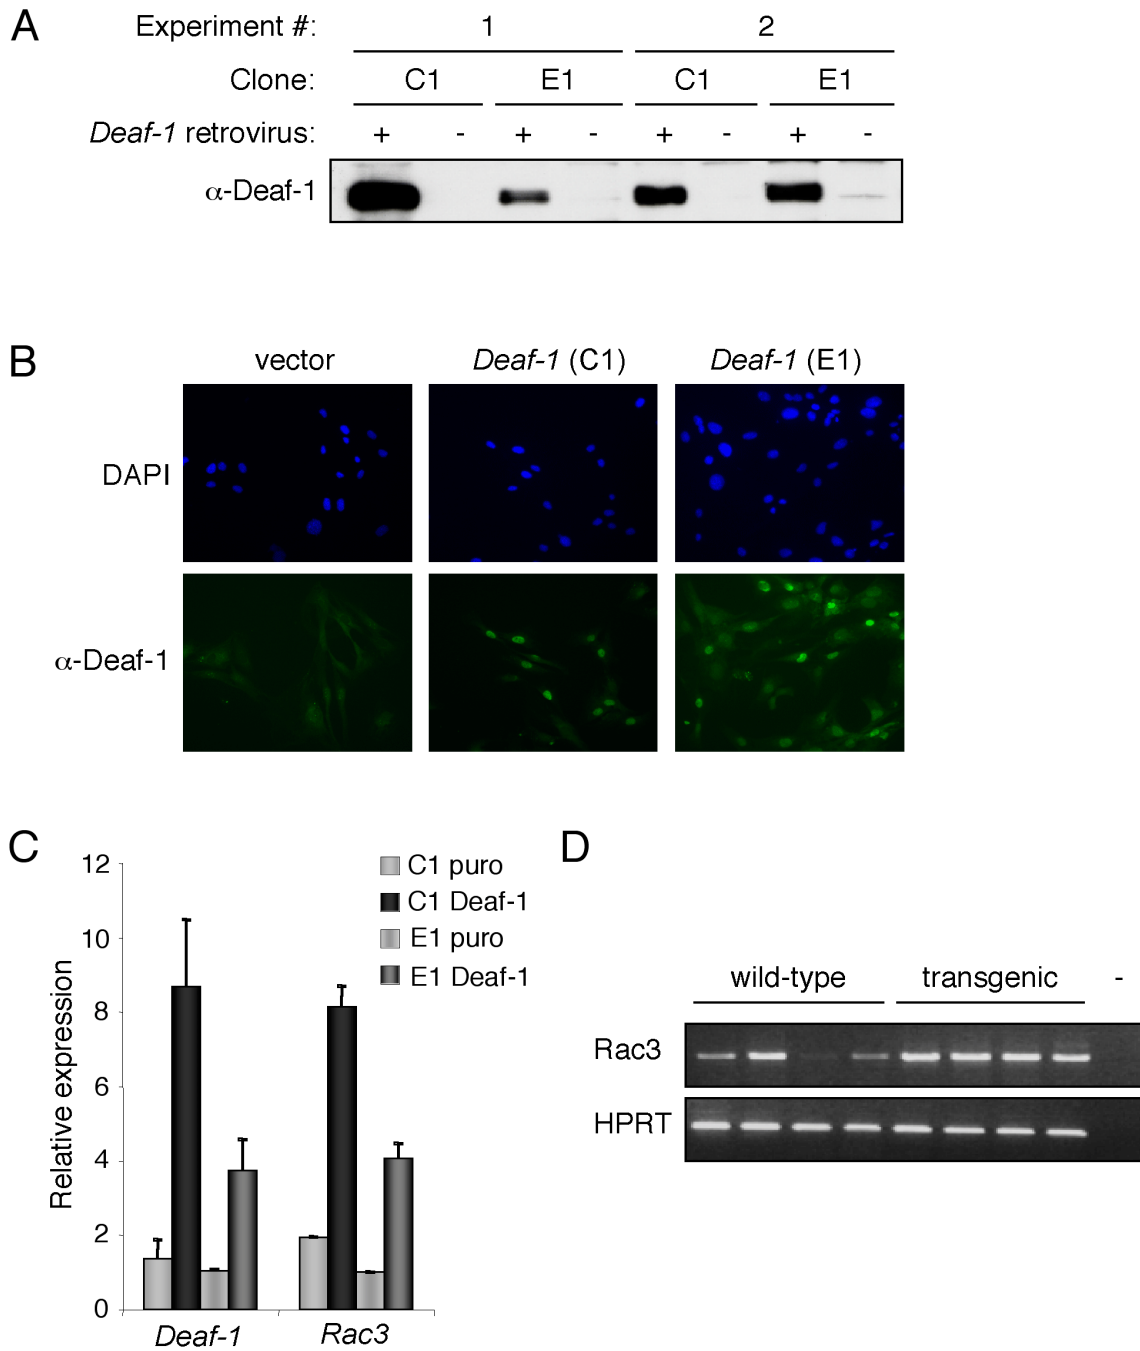 A
Experiment #: 1 2
Clone: C1 E1 C1 E1
Deaf-1 retrovirus: + - + - + - + -
α-Deaf-1
B
vector Deaf-1 (C1) Deaf-1 (E1)
DAPI
α-Deaf-1
C
Relative expression
12
10
8
6
4
2
0
C1 puro
C1 Deaf-1
E1 puro
E1 Deaf-1
Deaf-1 Rac3
D
wild-type transgenic -
Rac3
HPRT